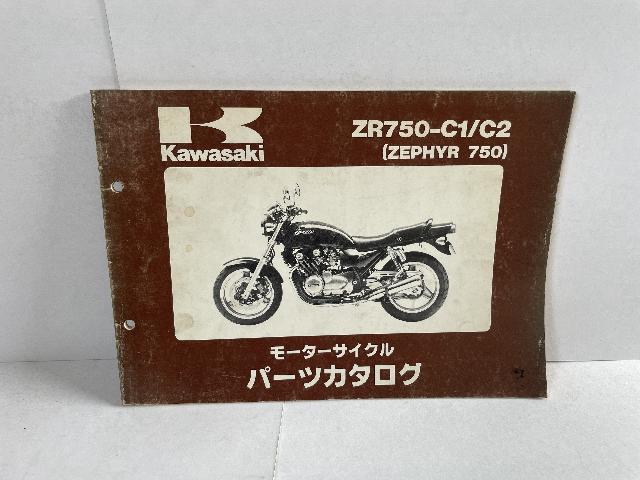 Kawasaki
ZR750-C1/C2
(ZEPHYR 750)
モーターサイクル
パーツカタログ